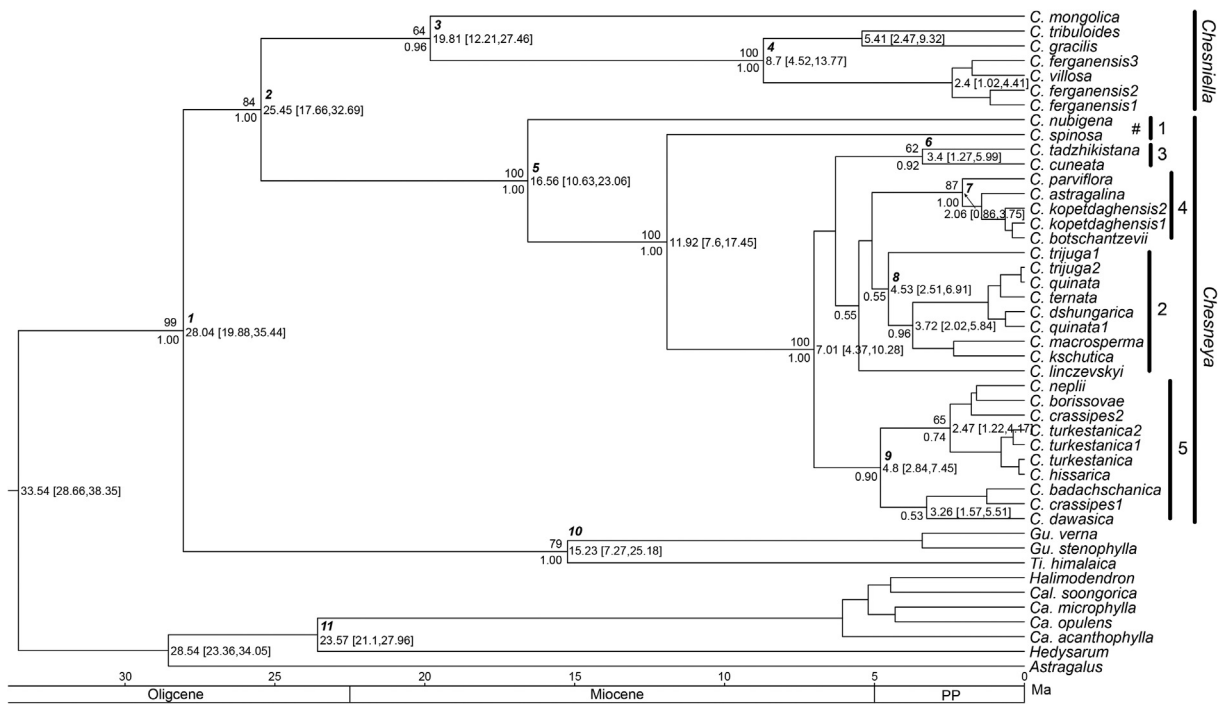 C. mongolica
C. tribuloides
C. gracilis
C. ferganensis3
C. villosa
C. ferganensis2
C. ferganensis1
C. nubigena
C. spinosa
C. tadzhikistana
C. cuneata
C. parviflora
C. astragalina
C. kopetdaghensis2
C. kopetdaghensis1
C. botschantzevii
C. trijuga1
C. trijuga2
C. quinata
C. ternata
C. dshungarica
C. quinata1
C. macrosperma
C. kschutica
C. linczevskyi
C. neplii
C. borissovae
C. crassipes2
C. turkestanica2
C. turkestanica1
C. turkestanica
C. hissarica
C. badachschanica
C. crassipes1
C. dawasica
Gu. verna
Gu. stenophylla
Ti. himalaica
Halimodendron
Cal. soongorica
Ca. microphylla
Ca. opulens
Ca. acanthophylla
Hedysarum
Astragalus
Chesniella
Chesneya
# 1
3
4
2
5
64
0.96
3
19.81 [12.21,27.46]
100
1.00
4
8.7 [4.52,13.77]
5.41 [2.47,9.32]
2.4 [1.02,4.41]
84
1.00
2
25.45 [17.66,32.69]
100
1.00
5
16.56 [10.63,23.06]
100
1.00
11.92 [7.6,17.45]
62
0.92
6
3.4 [1.27,5.99]
87
1.00
7
2.06 [0.86,3.75]
0.55
8
4.53 [2.51,6.91]
0.96
3.72 [2.02,5.84]
0.55
100
1.00
7.01 [4.37,10.28]
65
0.74
2.47 [1.22,4.17]
0.90
9
4.8 [2.84,7.45]
0.53
3.26 [1.57,5.51]
99
1.00
1
28.04 [19.88,35.44]
33.54 [28.66,38.35]
79
1.00
10
15.23 [7.27,25.18]
11
23.57 [21.1,27.96]
28.54 [23.36,34.05]
30 25 20 15 10 5 0 Ma
Oligcene Miocene PP